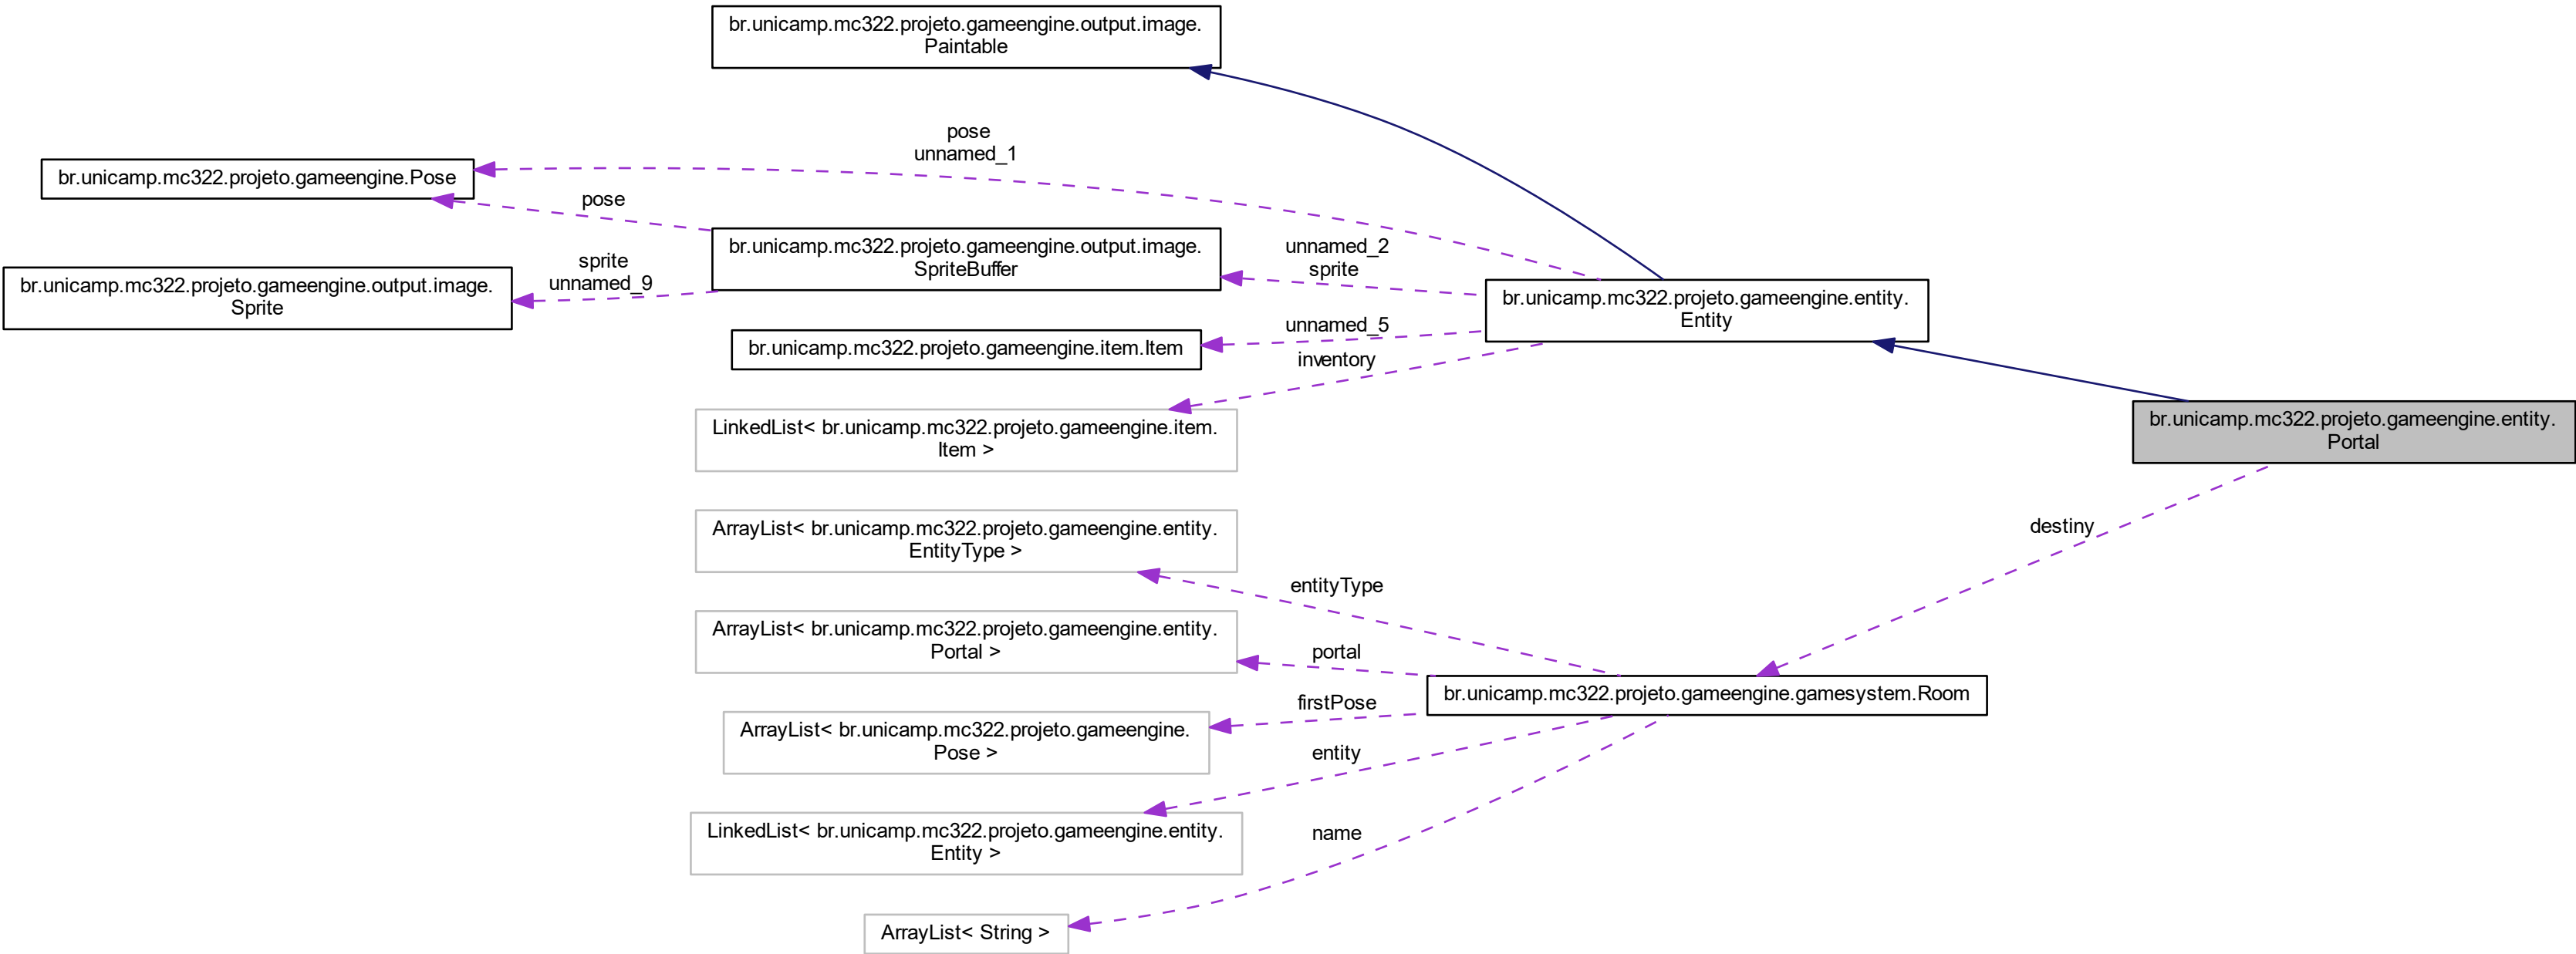 br.unicamp.mc322.projeto.gameengine.output.image.
Paintable
pose
unnamed_1
br.unicamp.mc322.projeto.gameengine.Pose
pose
br.unicamp.mc322.projeto.gameengine.output.image.
SpriteBuffer
sprite
unnamed_9
br.unicamp.mc322.projeto.gameengine.output.image.
Sprite
unnamed_2
sprite
br.unicamp.mc322.projeto.gameengine.entity.
Entity
unnamed_5
br.unicamp.mc322.projeto.gameengine.item.Item
inventory
LinkedList< br.unicamp.mc322.projeto.gameengine.item.
Item >
br.unicamp.mc322.projeto.gameengine.entity.
Portal
destiny
ArrayList< br.unicamp.mc322.projeto.gameengine.entity.
EntityType >
entityType
ArrayList< br.unicamp.mc322.projeto.gameengine.entity.
Portal >
portal
br.unicamp.mc322.projeto.gameengine.gamesystem.Room
firstPose
ArrayList< br.unicamp.mc322.projeto.gameengine.
Pose >
entity
LinkedList< br.unicamp.mc322.projeto.gameengine.entity.
Entity >
name
ArrayList< String >